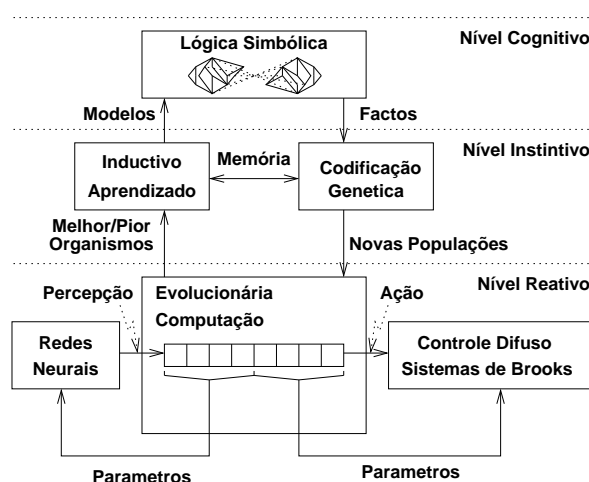 Nível Cognitivo
Lógica Simbólica
Modelos
Factos
Nível Instintivo
Inductivo
Aprendizado
Memória
Codificação
Genetica
Melhor/Pior
Organismos
Novas Populações
Nível Reativo
Percepção
Evolucionária
Computação
Ação
Redes
Neurais
Controle Difuso
Sistemas de Brooks
Parametros
Parametros